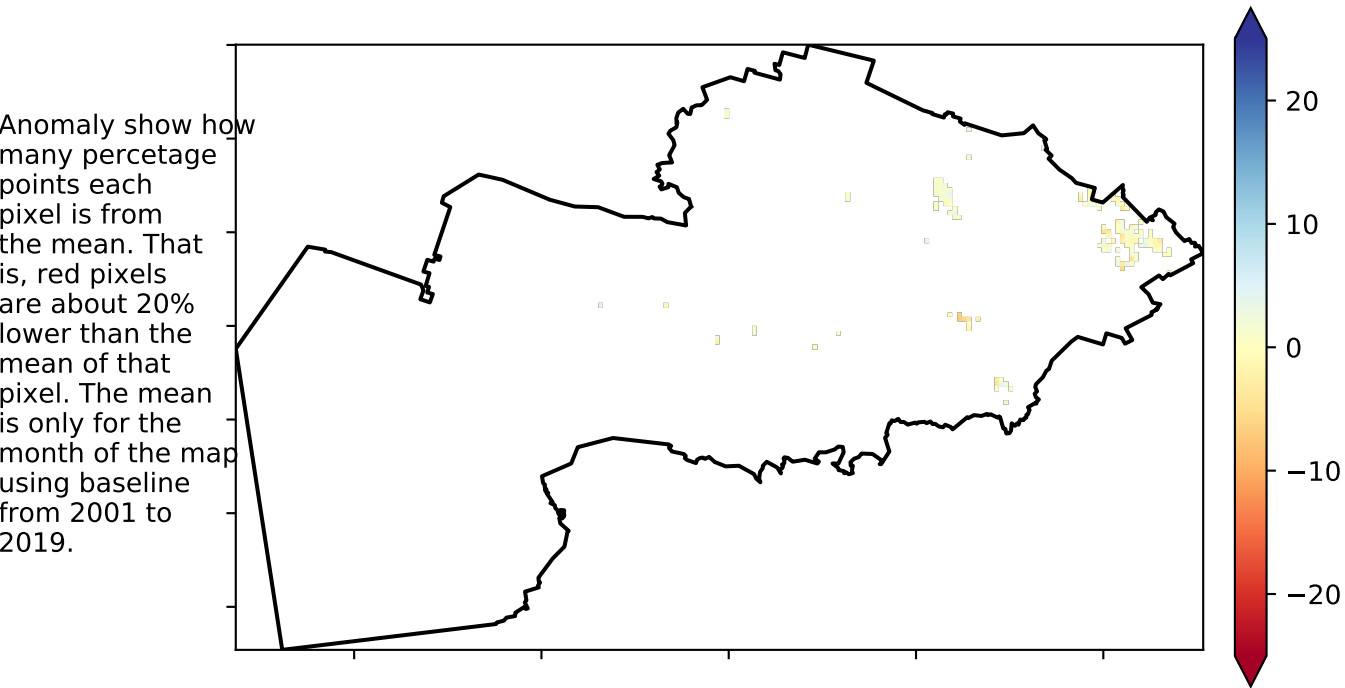 Anomaly show how
many percetage
points each
pixel is from
the mean. That
is, red pixels
are about 20%
lower than the
mean of that
pixel. The mean
is only for the
month of the map
using baseline
from 2001 to
2019.
20
10
0
−10
−20